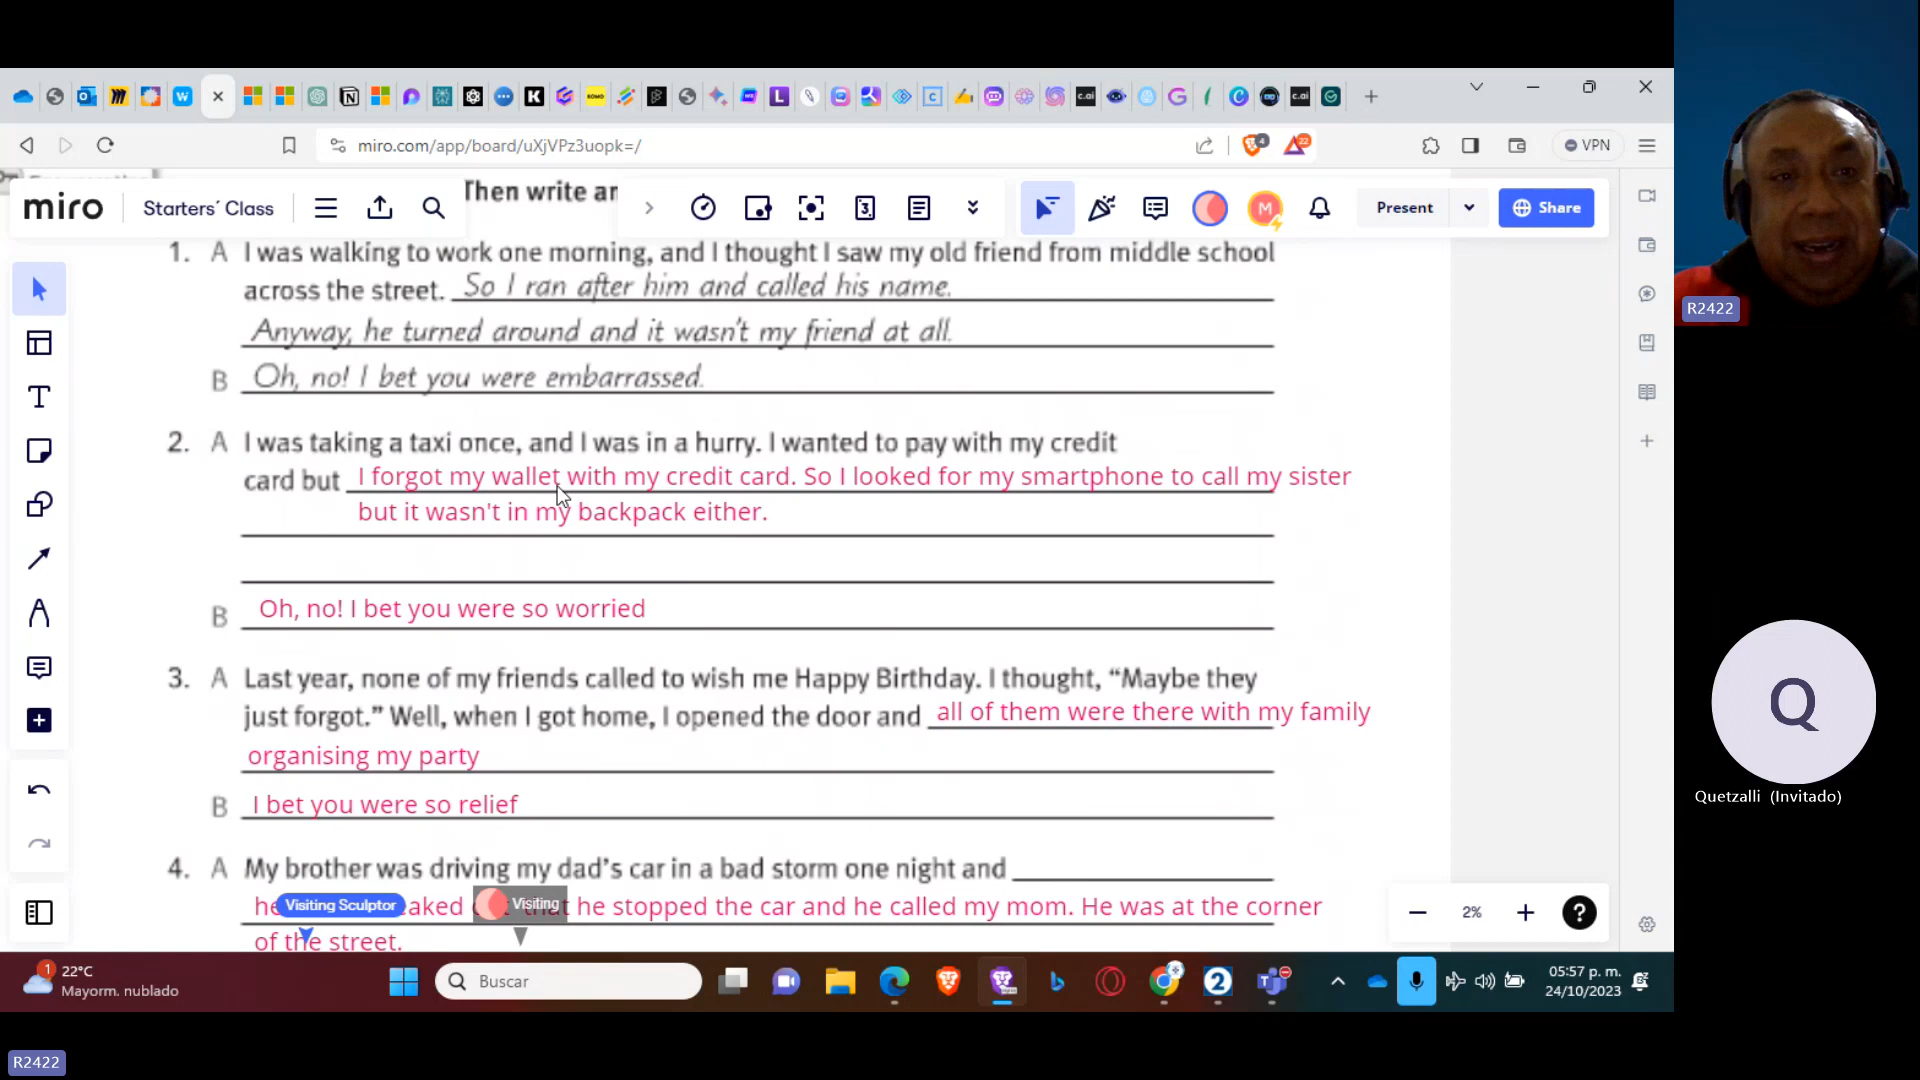 miro.com/app/board/uXjVPz3uopk=/
VPN
miro
Starters´ Class
Then write an
Present
Share
1. A I was walking to work one morning, and I thought I saw my old friend from middle school
across the street. So I ran after him and called his name.
Anyway, he turned around and it wasn't my friend at all.
B Oh, no! I bet you were embarrassed.
2. A I was taking a taxi once, and I was in a hurry. I wanted to pay with my credit
card but I forgot my wallet with my credit card. So I looked for my smartphone to call my sister
but it wasn't in my backpack either.
B Oh, no! I bet you were so worried
3. A Last year, none of my friends called to wish me Happy Birthday. I thought, “Maybe they
just forgot.” Well, when I got home, I opened the door and all of them were there with my family
organising my party
B I bet you were so relief
4. A My brother was driving my dad's car in a bad storm one night and
he stopped the car and he called my mom. He was at the corner
of the street.
Visiting Sculptor
Visiting
2%
R2422
Q
Quetzalli (Invitado)
1
22°C
Mayorm. nublado
Buscar
05:57 p. m.
24/10/2023
R2422